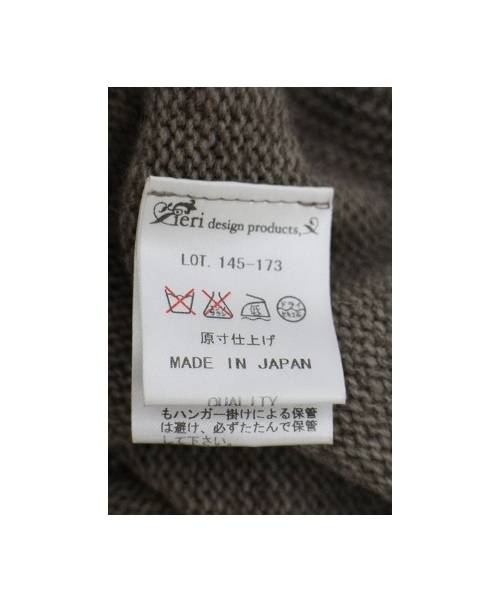 Zieri design products,
LOT. 145-173
原寸仕上げ
MADE IN JAPAN
QUALITY
もハンガー掛けによる保管
は避け、必ずたたんで保管
して下さい。